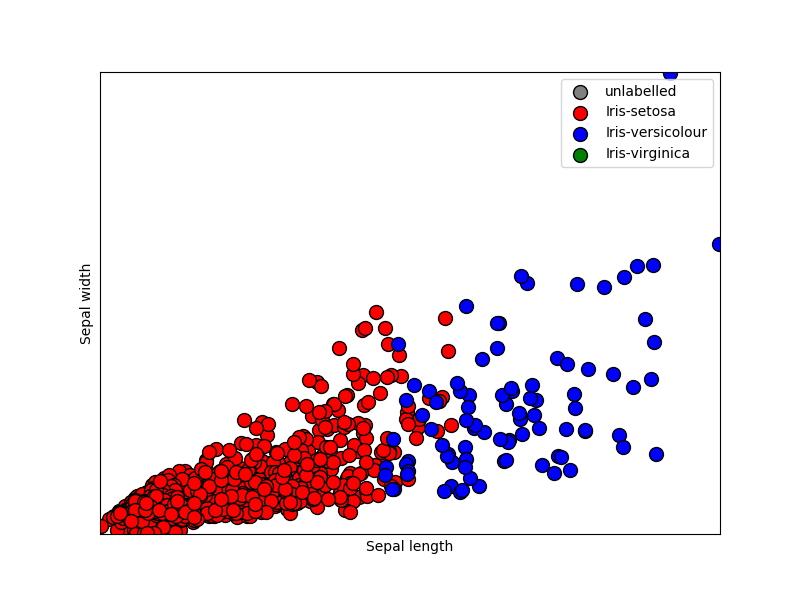 unlabelled
Iris-setosa
Iris-versicolour
Iris-virginica
Sepal width
Sepal length